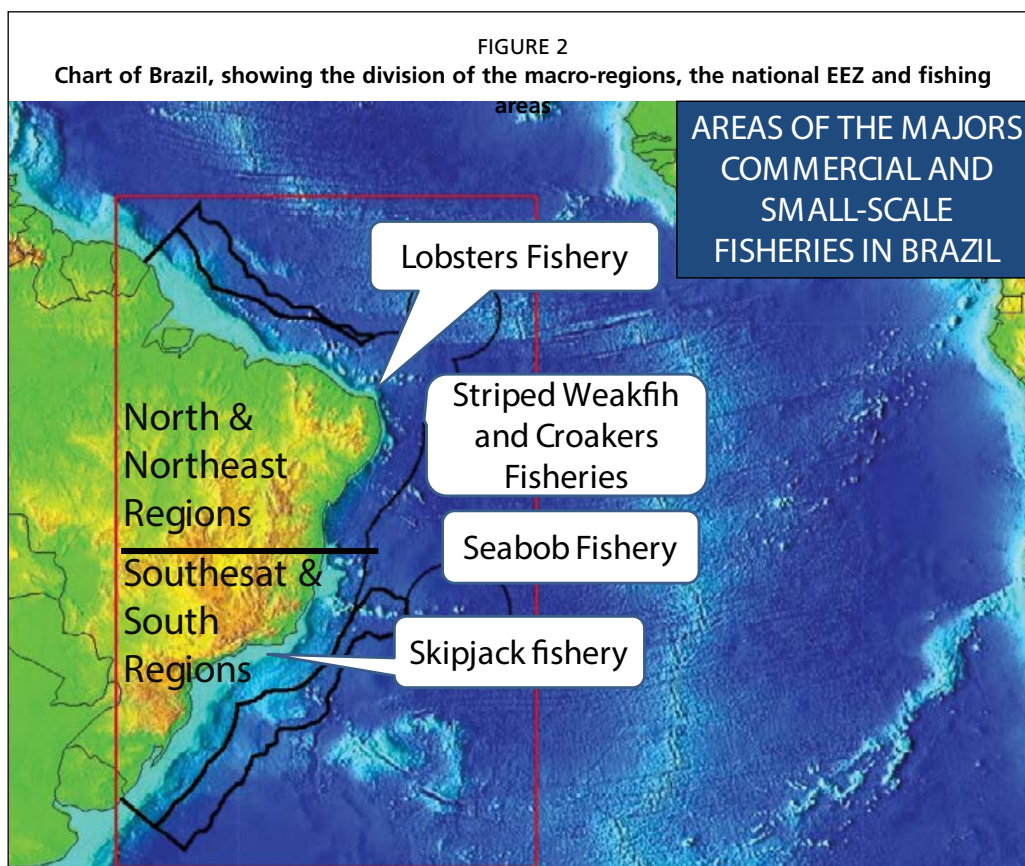 FIGURE 2
Chart of Brazil, showing the division of the macro-regions, the national EEZ and fishing
areas
AREAS OF THE MAJORS
COMMERCIAL AND
SMALL-SCALE
FISHERIES IN BRAZIL
Lobsters Fishery
Striped Weakfih
and Croakers
Fisheries
North &
Northeast
Regions
Seabob Fishery
Southesat &
South
Regions
Skipjack fishery